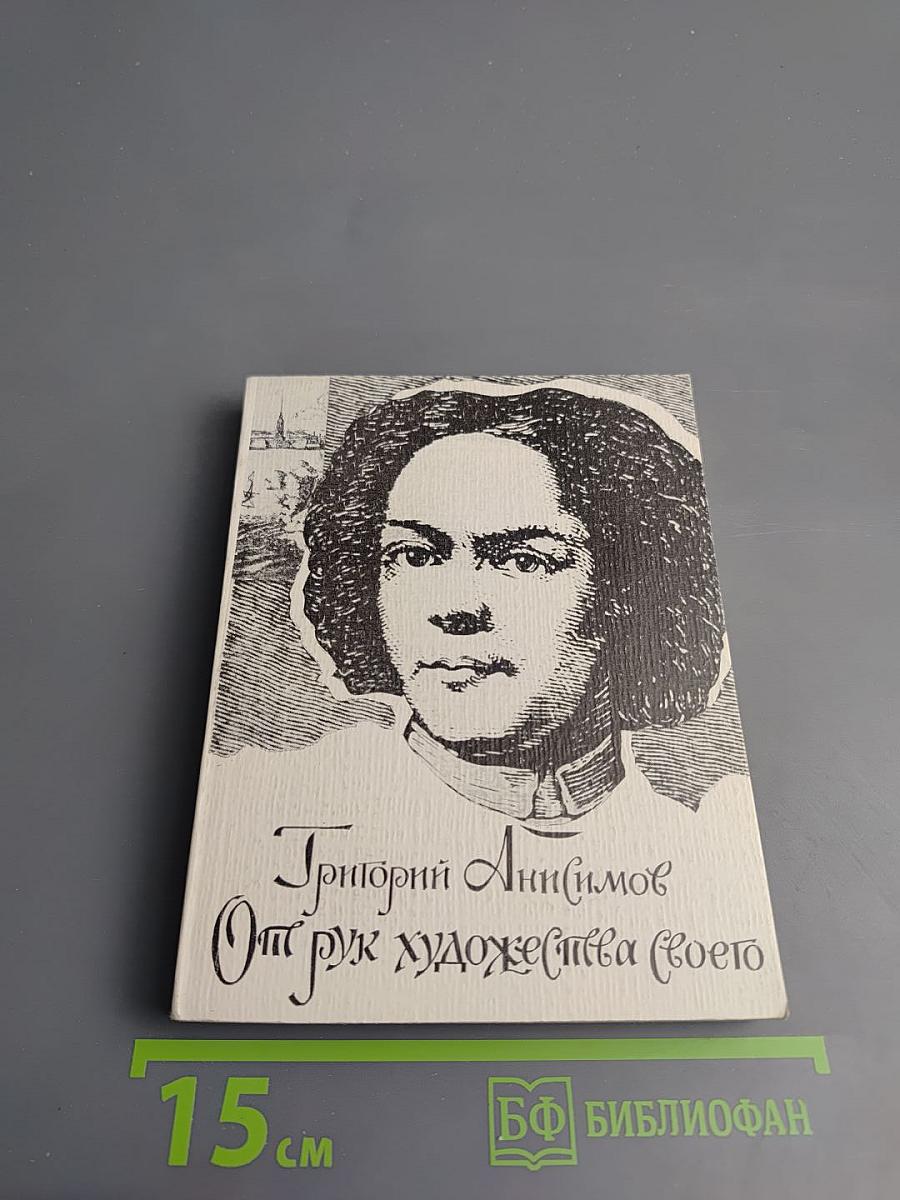 Григорий Анисимов
От рук художества своего
15 см
БФ БИБЛИОФАН